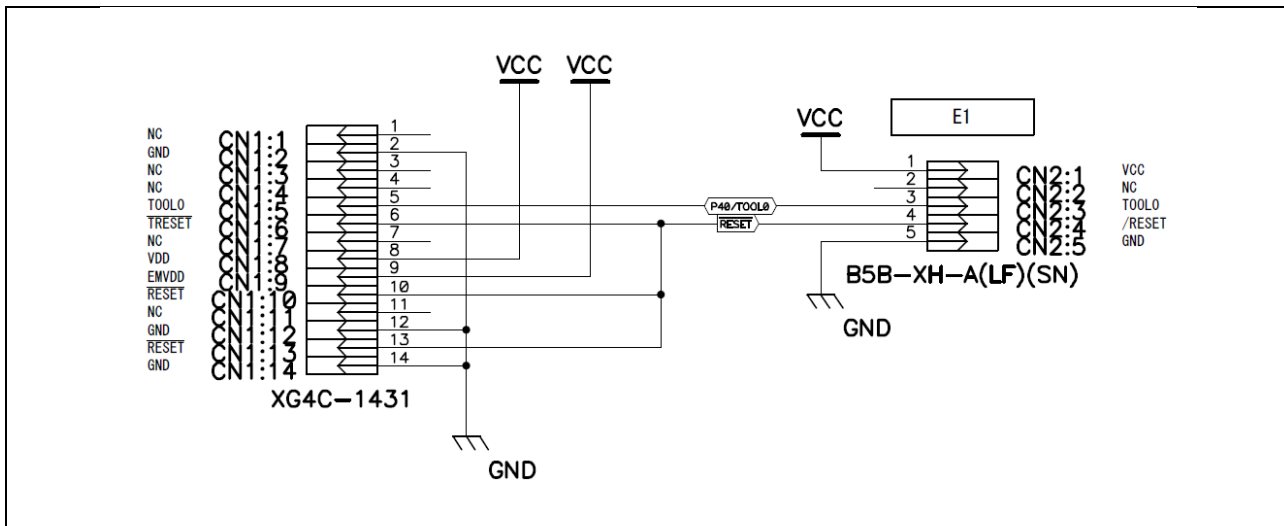 VCC VCC
E1
VCC
NC CN1:1 1
GND CN1:2 2
NC CN1:3 3
NC CN1:4 4
TOOL0 CN1:5 5
TRESET CN1:6 6
NC CN1:7 7
VDD CN1:8 8
EMVDD CN1:9 9
RESET CN1:10 10
NC CN1:11 11
GND CN1:12 12
RESET CN1:13 13
GND CN1:14 14
XG4C-1431
GND
P40/TOOL0
RESET
1 CN2:1 VCC
2 CN2:2 NC
3 CN2:3 TOOL0
4 CN2:4 /RESET
5 CN2:5 GND
B5B-XH-A(LF)(SN)
GND